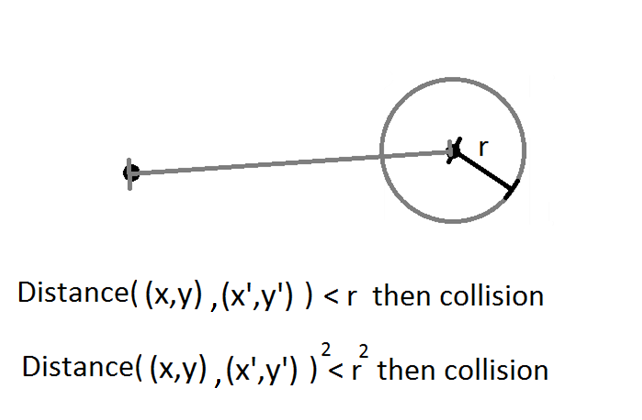 r
Distance( (x,y) ,(x',y') ) < r then collision
Distance( (x,y) ,(x',y') )² < r² then collision